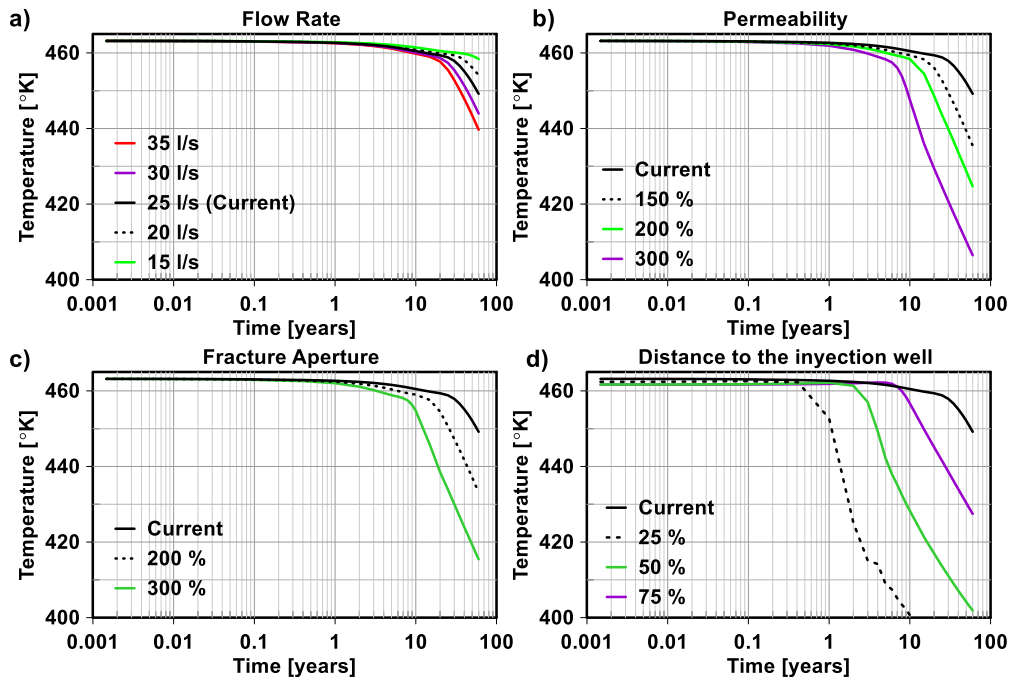 a)
Flow Rate
Temperature [°K]
460
440
420
400
35 l/s
30 l/s
25 l/s (Current)
20 l/s
15 l/s
0.001
0.01
0.1
1
10
100
Time [years]
b)
Permeability
Temperature [°K]
460
440
420
400
Current
150 %
200 %
300 %
0.001
0.01
0.1
1
10
100
Time [years]
c)
Fracture Aperture
Temperature [°K]
460
440
420
400
Current
200 %
300 %
0.001
0.01
0.1
1
10
100
Time [years]
d)
Distance to the inyection well
Temperature [°K]
460
440
420
400
Current
25 %
50 %
75 %
0.001
0.01
0.1
1
10
100
Time [years]